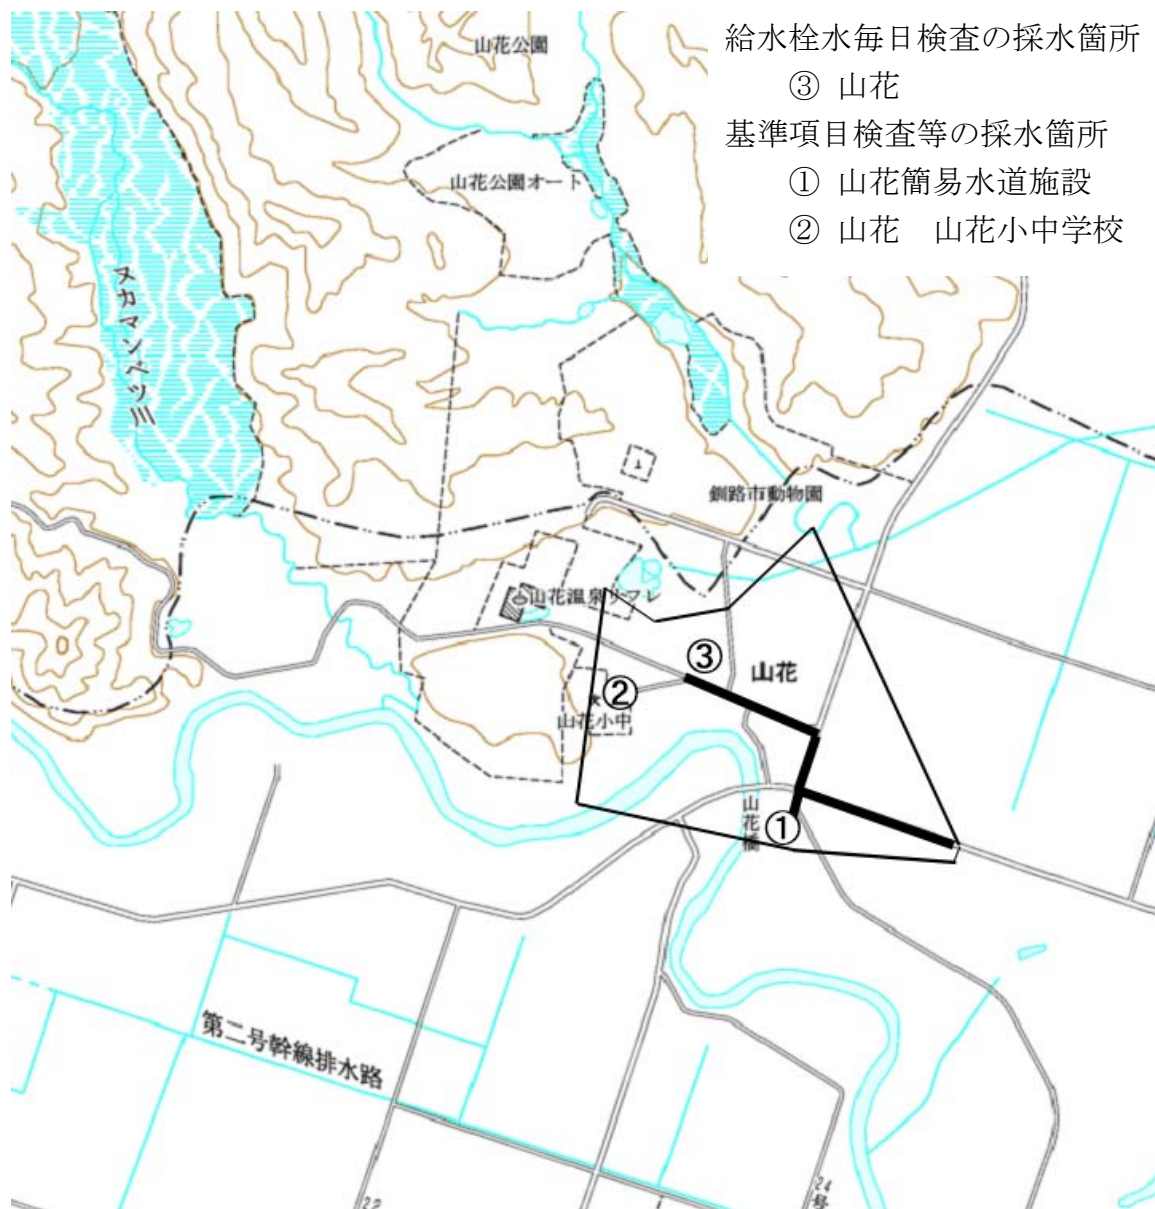 給水栓水毎日検査の採水箇所
③ 山花
基準項目検査等の採水箇所
① 山花簡易水道施設
② 山花 山花小中学校
山花公園
山花公園オート
ヌカマンベツ川
釧路市動物園
山花温泉リフレ
③
山花
②
山花小中
山花橋
①
第二号幹線排水路
22
24号